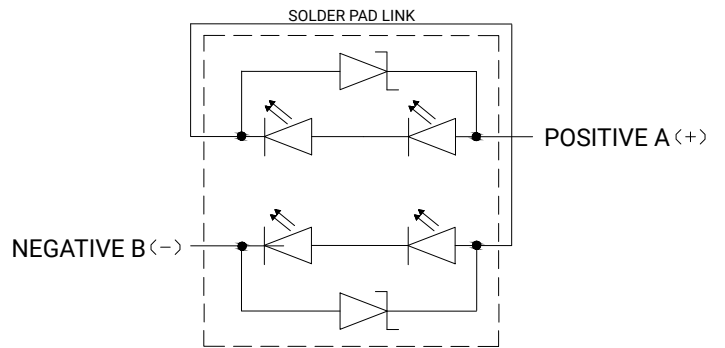 SOLDER PAD LINK
POSITIVE A（+）
NEGATIVE B（−）